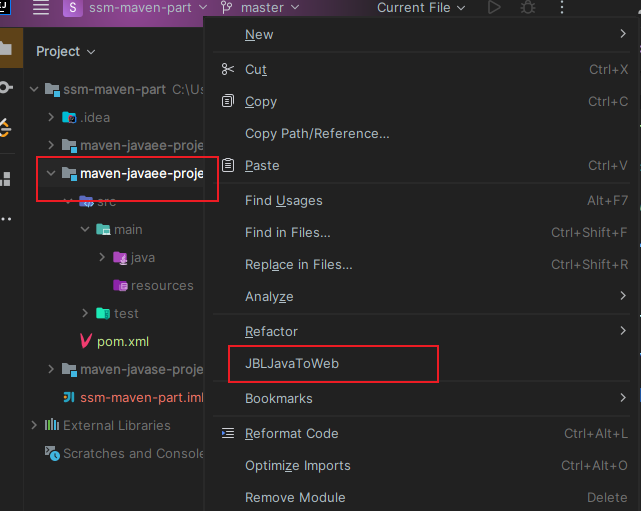 S ssm-maven-part master Current File
Project
ssm-maven-part C:\Us
.idea
maven-javaee-proje
maven-javaee-proje
src
main
java
resources
test
pom.xml
maven-javase-proje
ssm-maven-part.iml
External Libraries
Scratches and Console
New
Cut Ctrl+X
Copy Ctrl+C
Copy Path/Reference...
Paste Ctrl+V
Find Usages Alt+F7
Find in Files... Ctrl+Shift+F
Replace in Files... Ctrl+Shift+R
Analyze
Refactor
JBLJavaToWeb
Bookmarks
Reformat Code Ctrl+Alt+L
Optimize Imports Ctrl+Alt+O
Remove Module Delete